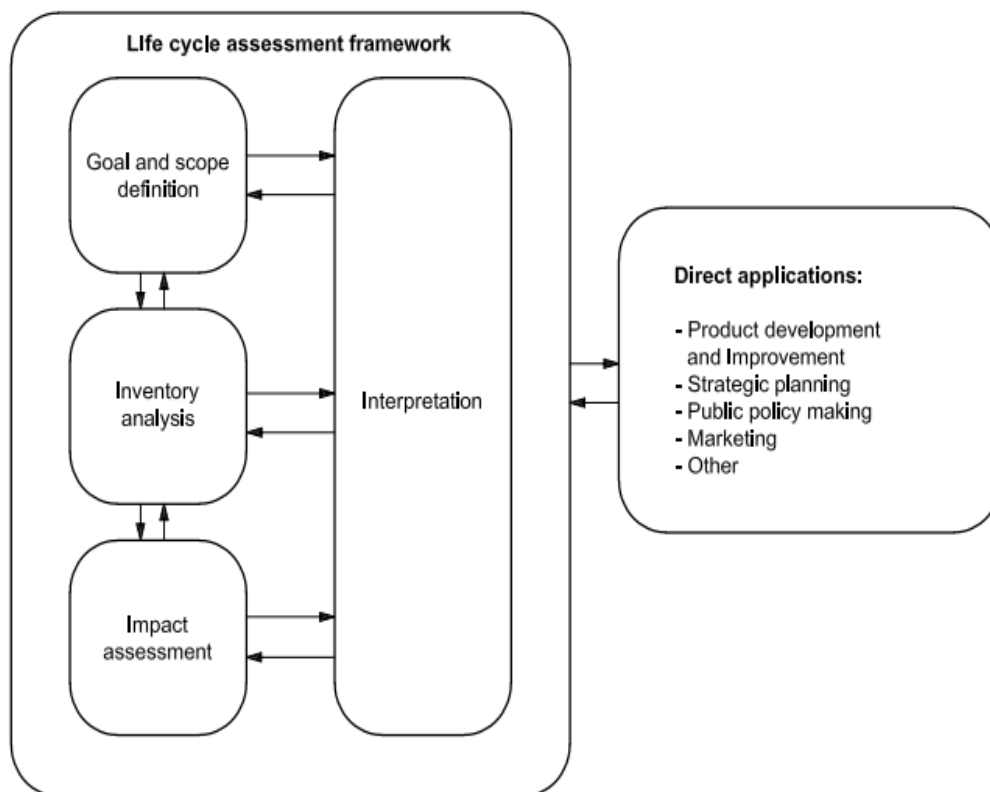 Life cycle assessment framework
Goal and scope
definition
Inventory
analysis
Impact
assessment
Interpretation
Direct applications:
- Product development
and Improvement
- Strategic planning
- Public policy making
- Marketing
- Other